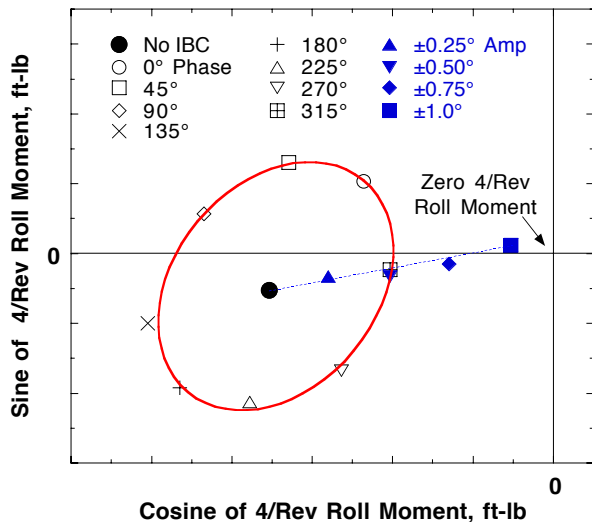 No IBC
0° Phase
45°
90°
135°
180°
225°
270°
315°
±0.25° Amp
±0.50°
±0.75°
±1.0°
Zero 4/Rev
Roll Moment
0
0
Sine of 4/Rev Roll Moment, ft-lb
Cosine of 4/Rev Roll Moment, ft-lb